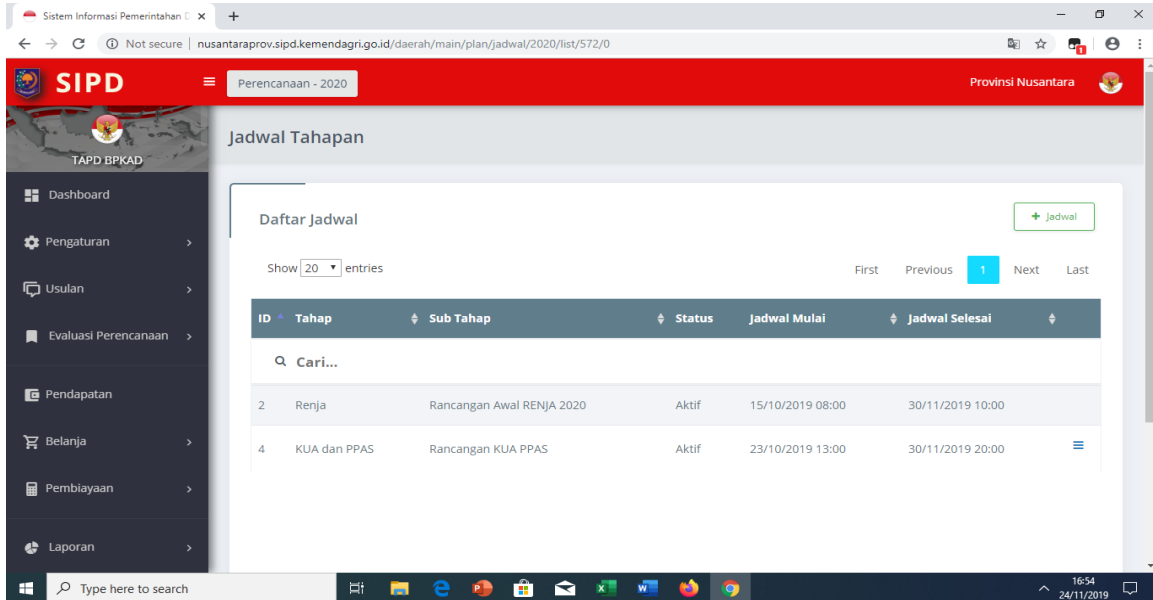 Sistem Informasi Pemerintahan D
Not secure | nusantaraprov.sipd.kemendagri.go.id/daerah/main/plan/jadwal/2020/list/572/0
1
SIPD
Perencanaan - 2020
Provinsi Nusantara
TAPD BPKAD
Jadwal Tahapan
Dashboard
Pengaturan
Usulan
Evaluasi Perencanaan
Pendapatan
Belanja
Pembiayaan
Laporan
Daftar Jadwal
+ Jadwal
Show 20 entries
First Previous 1 Next Last
ID Tahap Sub Tahap Status Jadwal Mulai Jadwal Selesai
Cari...
2 Renja Rancangan Awal RENJA 2020 Aktif 15/10/2019 08:00 30/11/2019 10:00
4 KUA dan PPAS Rancangan KUA PPAS Aktif 23/10/2019 13:00 30/11/2019 20:00
Type here to search
16:54
24/11/2019